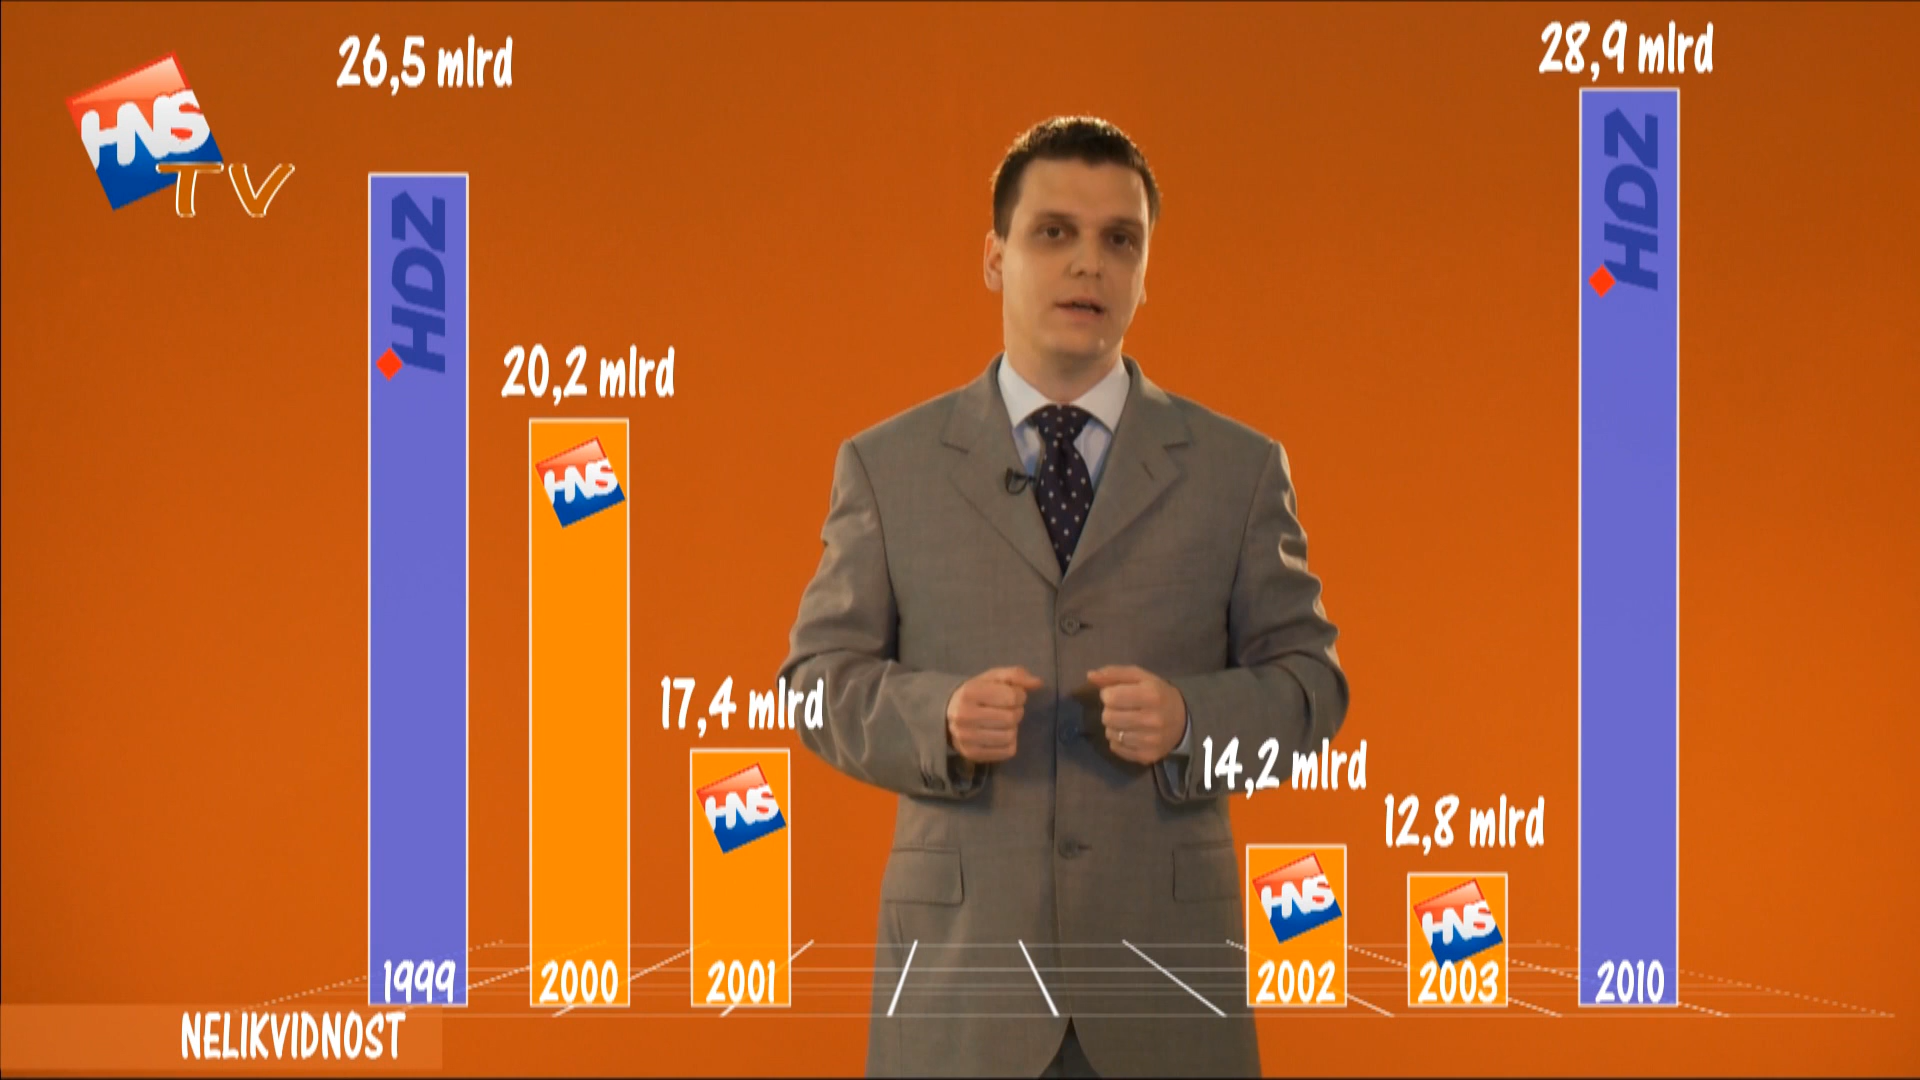 HNS
TV
26,5 mlrd
28,9 mlrd
HDZ
HDZ
20,2 mlrd
HNS
17,4 mlrd
HNS
14,2 mlrd
HNS
12,8 mlrd
HNS
1999
2000
2001
2002
2003
2010
NELIKVIDNOST